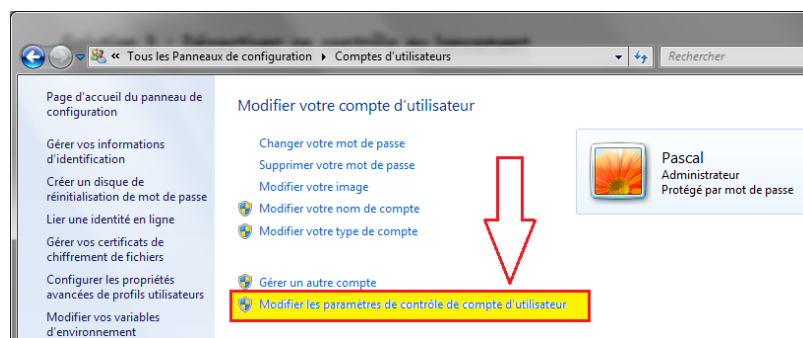 « Tous les Panneaux de configuration ▸ Comptes d'utilisateurs
Rechercher
Page d'accueil du panneau de
configuration
Gérer vos informations
d'identification
Créer un disque de
réinitialisation de mot de passe
Lier une identité en ligne
Gérer vos certificats de
chiffrement de fichiers
Configurer les propriétés
avancées de profils utilisateurs
Modifier vos variables
d'environnement
Modifier votre compte d'utilisateur
Changer votre mot de passe
Supprimer votre mot de passe
Modifier votre image
Modifier votre nom de compte
Modifier votre type de compte
Gérer un autre compte
Modifier les paramètres de contrôle de compte d'utilisateur
Pascal
Administrateur
Protégé par mot de passe